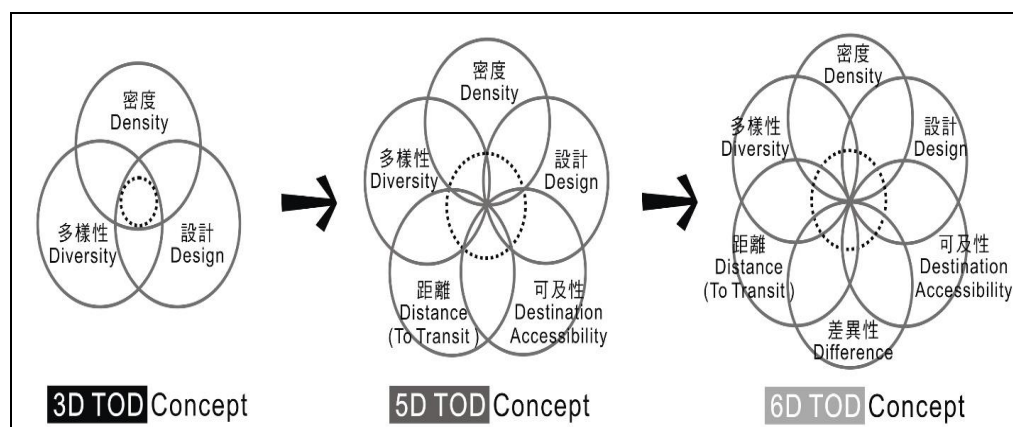 密度
Density
多樣性
Diversity
設計
Design
3D TOD Concept
密度
Density
多樣性
Diversity
設計
Design
距離
Distance
(To Transit )
可及性
Destination
Accessibility
5D TOD Concept
密度
Density
多樣性
Diversity
設計
Design
距離
Distance
(To Transit )
可及性
Destination
Accessibility
差異性
Difference
6D TOD Concept